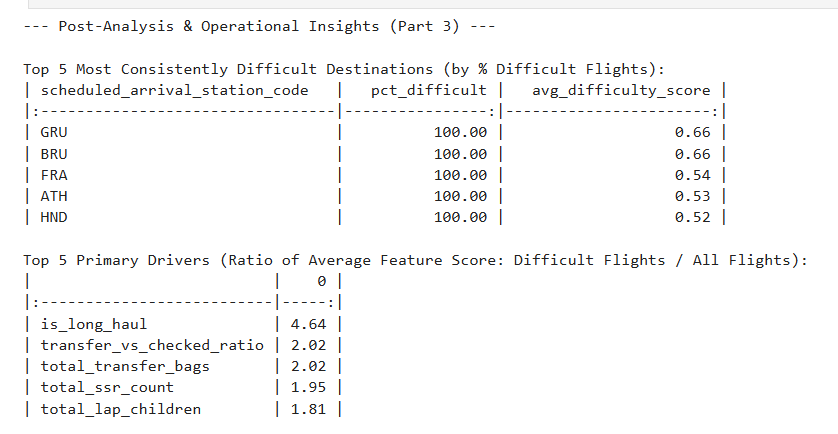 --- Post-Analysis & Operational Insights (Part 3) ---
Top 5 Most Consistently Difficult Destinations (by % Difficult Flights):
| scheduled_arrival_station_code   |   pct_difficult |   avg_difficulty_score |
|:---------------------------------|----------------:|-----------------------:|
| GRU                              |          100.00 |                   0.66 |
| BRU                              |          100.00 |                   0.66 |
| FRA                              |          100.00 |                   0.54 |
| ATH                              |          100.00 |                   0.53 |
| HND                              |          100.00 |                   0.52 |
Top 5 Primary Drivers (Ratio of Average Feature Score: Difficult Flights / All Flights):
|                           |    0 |
|:--------------------------|-----:|
| is_long_haul              | 4.64 |
| transfer_vs_checked_ratio | 2.02 |
| total_transfer_bags       | 2.02 |
| total_ssr_count           | 1.95 |
| total_lap_children        | 1.81 |